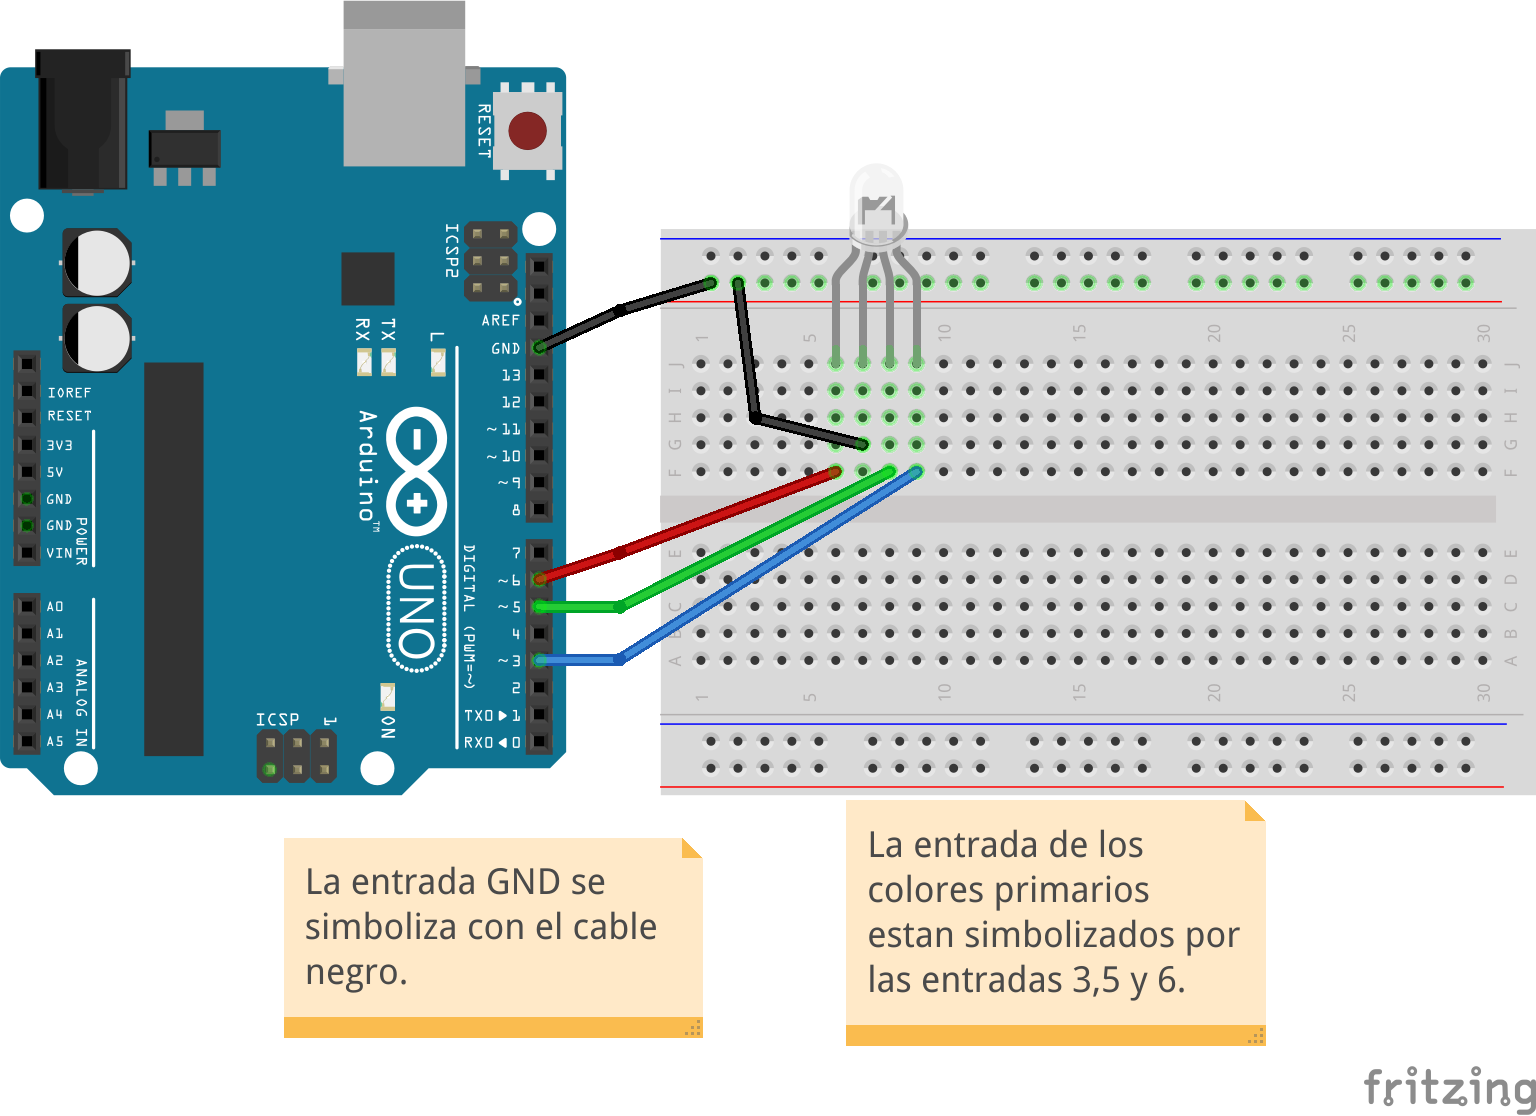 RESET
ICSP2
AREF
GND
RX
TX
L
13
12
~11
~10
~9
8
IOREF
RESET
3V3
5V
GND
GND
VIN
POWER
Arduino™
UNO
DIGITAL (PWM=~)
7
~6
~5
4
~3
2
TX0▶1
RX0◀0
A0
A1
A2
A3
A4
A5
ANALOG IN
ICSP
1
ON
1 5 10 15 20 25 30
J J
I I
H H
G G
F F
E E
D D
C C
B B
A A
1 5 10 15 20 25 30
La entrada GND se
simboliza con el cable
negro.
La entrada de los
colores primarios
estan simbolizados por
las entradas 3,5 y 6.
fritzing